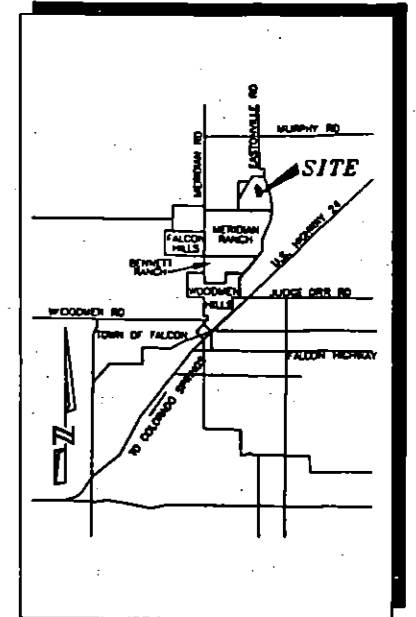 MERIDIAN RD
EASTONVILLE RD
MURPHY RD
SITE
U.S. HIGHWAY 24
FALCON
HILLS
MERIDIAN
RANCH
BENNETT
RANCH
WOODMEN
HILLS
JUDGE ORR RD
WOODMEN RD
TOWN OF FALCON
FALCON HIGHWAY
TO COLORADO SPRINGS
N